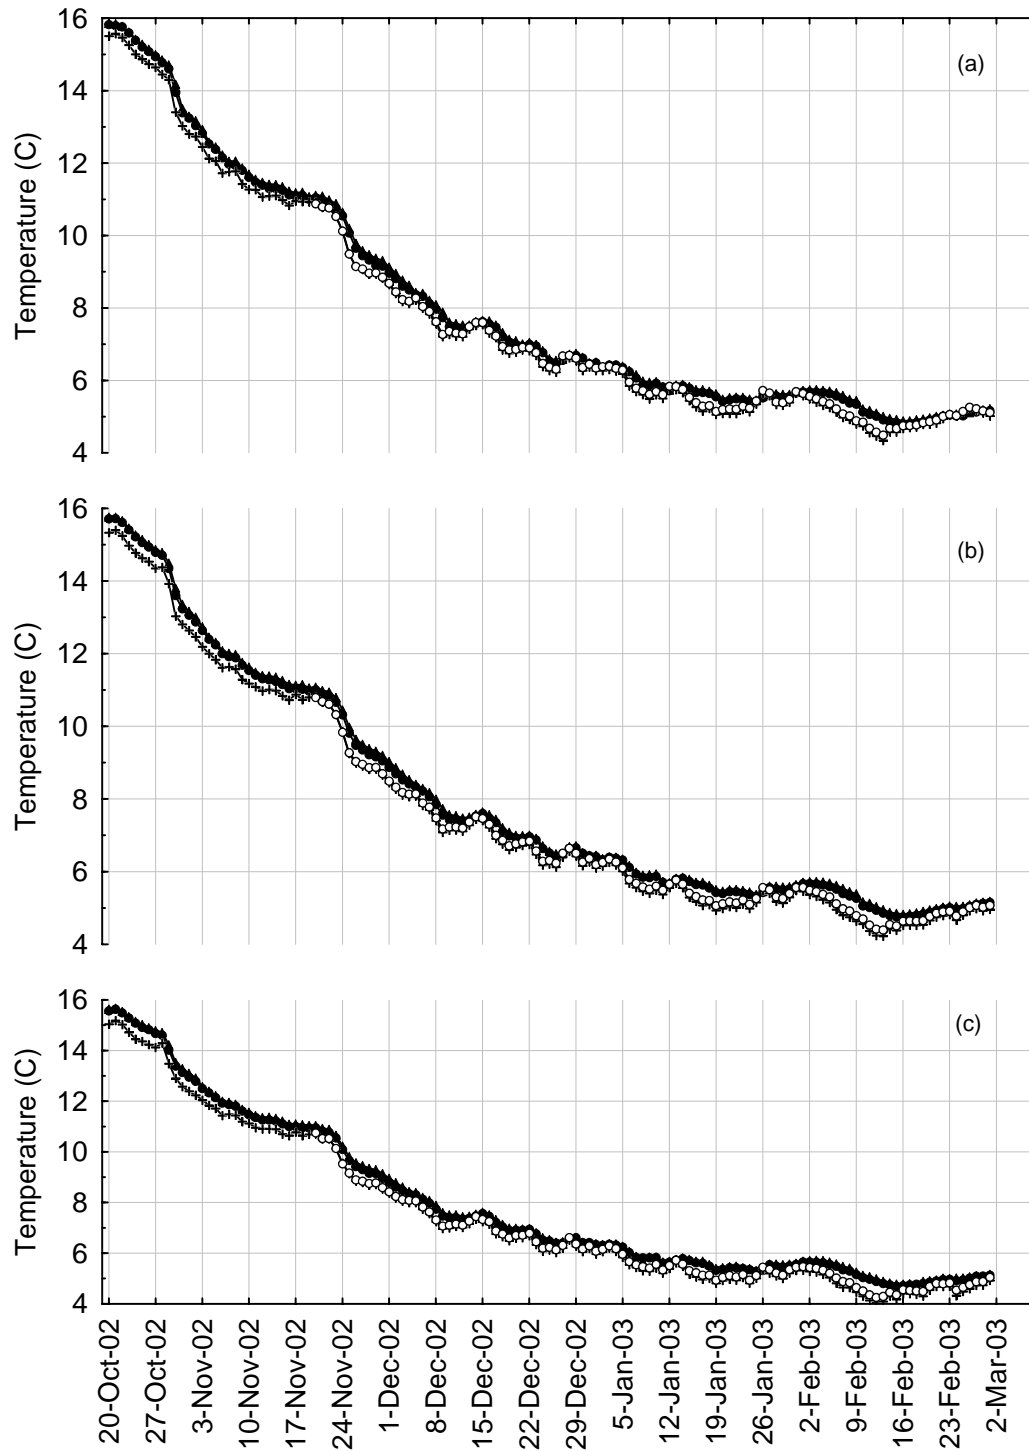 16
14
12
10
8
6
4
Temperature (C)
(a)
16
14
12
10
8
6
4
Temperature (C)
(b)
16
14
12
10
8
6
4
Temperature (C)
(c)
20-Oct-02
27-Oct-02
3-Nov-02
10-Nov-02
17-Nov-02
24-Nov-02
1-Dec-02
8-Dec-02
15-Dec-02
22-Dec-02
29-Dec-02
5-Jan-03
12-Jan-03
19-Jan-03
26-Jan-03
2-Feb-03
9-Feb-03
16-Feb-03
23-Feb-03
2-Mar-03